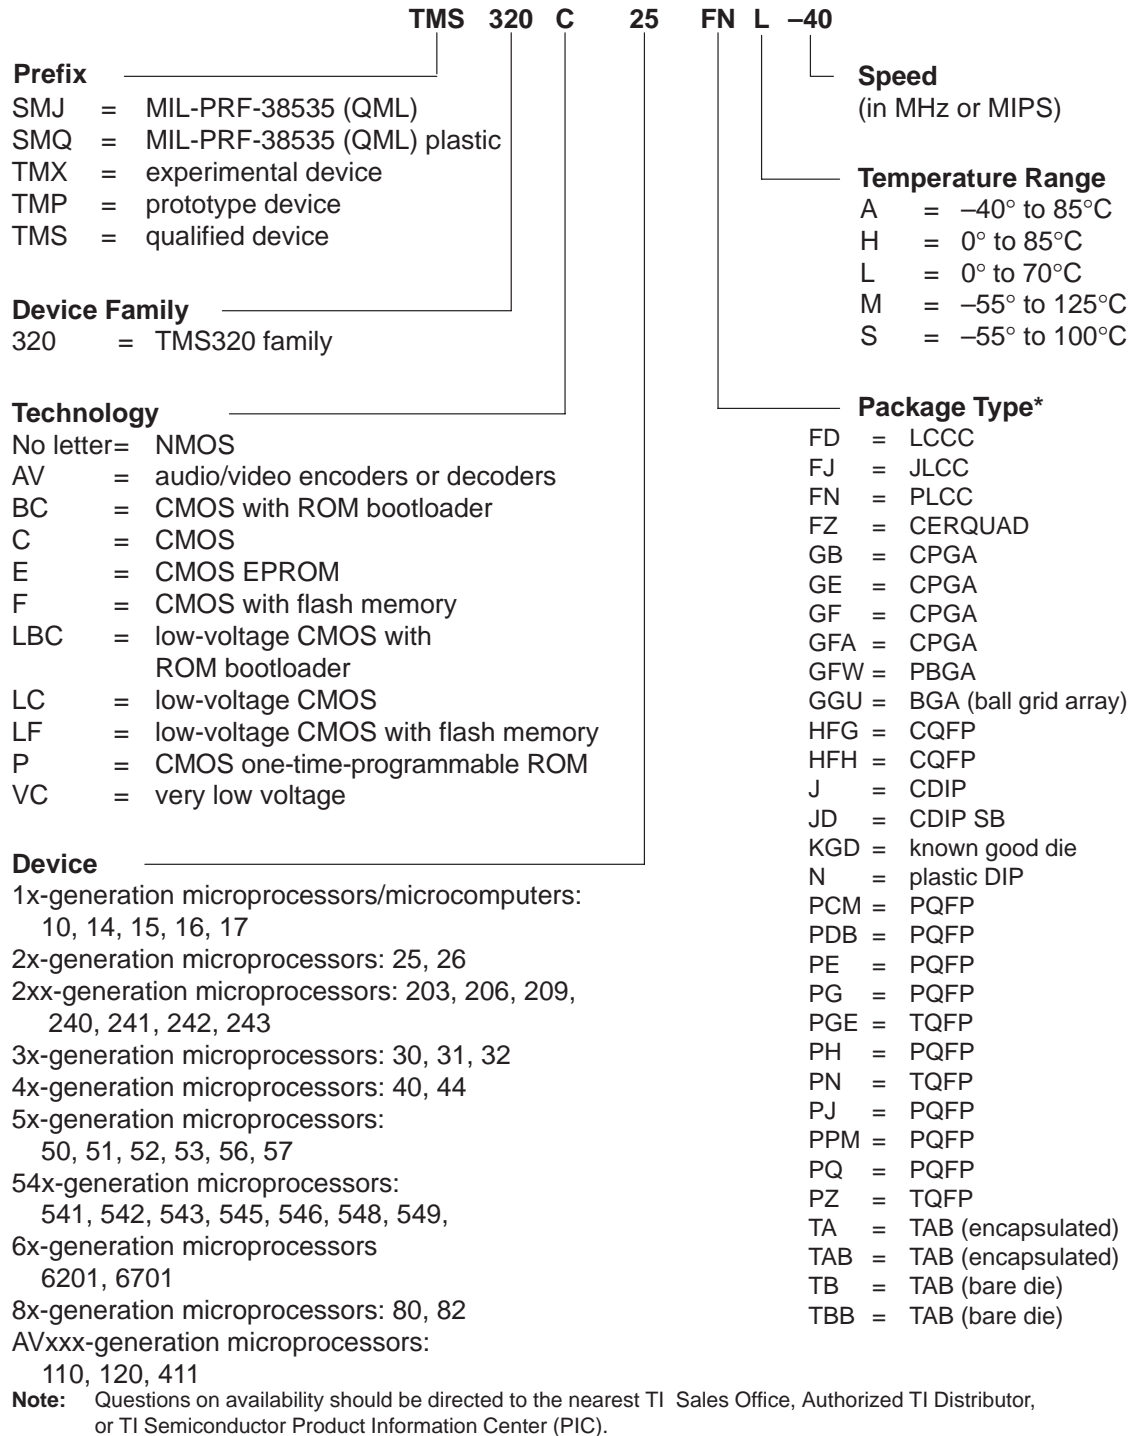 TMS 320 C 25 FN L –40
Prefix
SMJ = MIL-PRF-38535 (QML)
SMQ = MIL-PRF-38535 (QML) plastic
TMX = experimental device
TMP = prototype device
TMS = qualified device
Device Family
320 = TMS320 family
Technology
No letter= NMOS
AV = audio/video encoders or decoders
BC = CMOS with ROM bootloader
C = CMOS
E = CMOS EPROM
F = CMOS with flash memory
LBC = low-voltage CMOS with
ROM bootloader
LC = low-voltage CMOS
LF = low-voltage CMOS with flash memory
P = CMOS one-time-programmable ROM
VC = very low voltage
Device
1x-generation microprocessors/microcomputers:
10, 14, 15, 16, 17
2x-generation microprocessors: 25, 26
2xx-generation microprocessors: 203, 206, 209,
240, 241, 242, 243
3x-generation microprocessors: 30, 31, 32
4x-generation microprocessors: 40, 44
5x-generation microprocessors:
50, 51, 52, 53, 56, 57
54x-generation microprocessors:
541, 542, 543, 545, 546, 548, 549,
6x-generation microprocessors
6201, 6701
8x-generation microprocessors: 80, 82
AVxxx-generation microprocessors:
110, 120, 411
Speed
(in MHz or MIPS)
Temperature Range
A = –40° to 85°C
H = 0° to 85°C
L = 0° to 70°C
M = –55° to 125°C
S = –55° to 100°C
Package Type*
FD = LCCC
FJ = JLCC
FN = PLCC
FZ = CERQUAD
GB = CPGA
GE = CPGA
GF = CPGA
GFA = CPGA
GFW = PBGA
GGU = BGA (ball grid array)
HFG = CQFP
HFH = CQFP
J = CDIP
JD = CDIP SB
KGD = known good die
N = plastic DIP
PCM = PQFP
PDB = PQFP
PE = PQFP
PG = PQFP
PGE = TQFP
PH = PQFP
PN = TQFP
PJ = PQFP
PPM = PQFP
PQ = PQFP
PZ = TQFP
TA = TAB (encapsulated)
TAB = TAB (encapsulated)
TB = TAB (bare die)
TBB = TAB (bare die)
Note: Questions on availability should be directed to the nearest TI Sales Office, Authorized TI Distributor,
or TI Semiconductor Product Information Center (PIC).